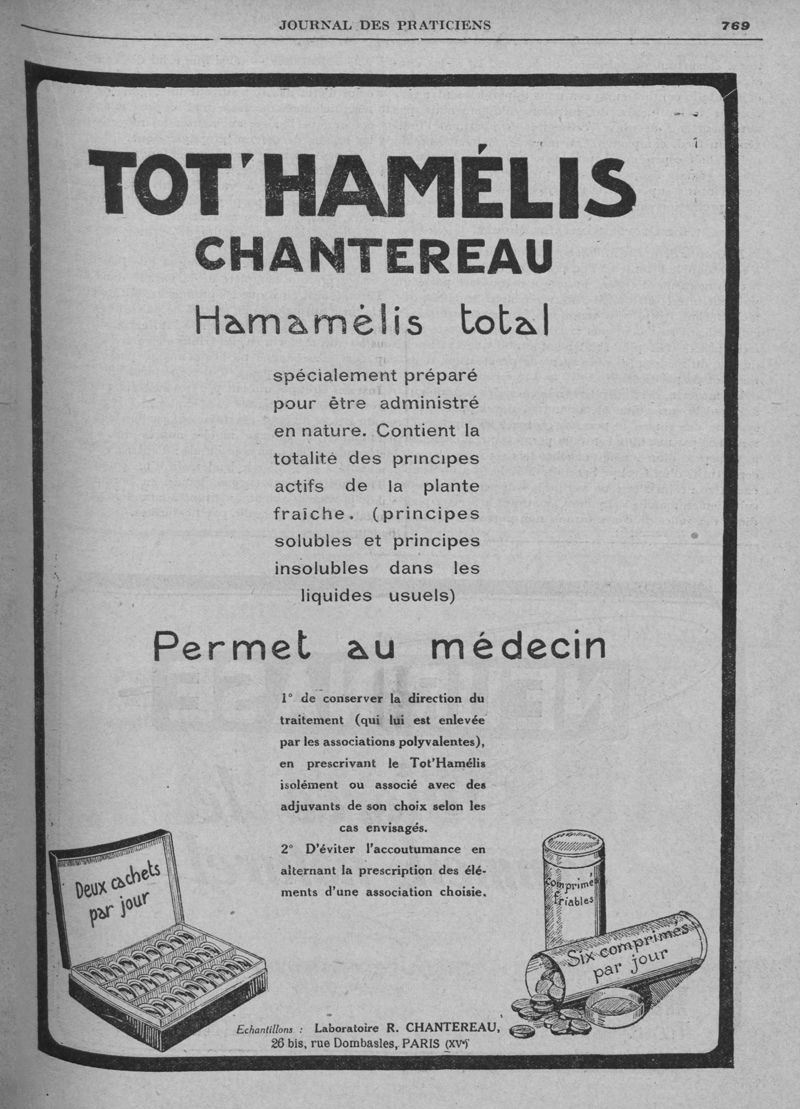 JOURNAL DES PRATICIENS 769
TOT'HAMÉLIS
CHANTEREAU
Hamamélis total
spécialement préparé
pour être administré
en nature. Contient la
totalité des principes
actifs de la plante
fraîche. (principes
solubles et principes
insolubles dans les
liquides usuels)
Permet au médecin
1° de conserver la direction du
traitement (qui lui est enlevée
par les associations polyvalentes),
en prescrivant le Tot'Hamélis
isolément ou associé avec des
adjuvants de son choix selon les
cas envisagés.
2° D'éviter l'accoutumance en
alternant la prescription des élé-
ments d'une association choisie.
Deux cachets
par jour
comprimés
friables
Six comprimés
par jour
Echantillons : Laboratoire R. CHANTEREAU,
26 bis, rue Dombasles, PARIS (XVe)